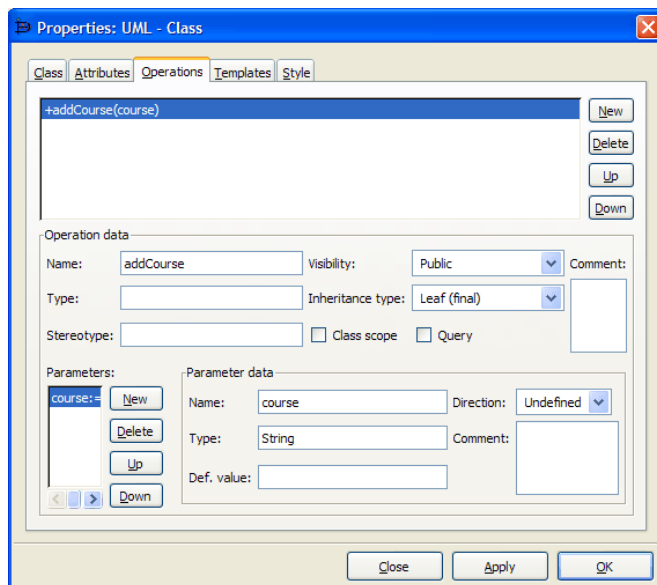 Properties: UML - Class
Class Attributes Operations Templates Style
+addCourse(course)
New
Delete
Up
Down
Operation data
Name: addCourse Visibility: Public Comment:
Type: Inheritance type: Leaf (final)
Stereotype: Class scope Query
Parameters: Parameter data
course:= New Name: course Direction: Undefined
Delete Type: String Comment:
Up Def. value:
Down
Close Apply OK